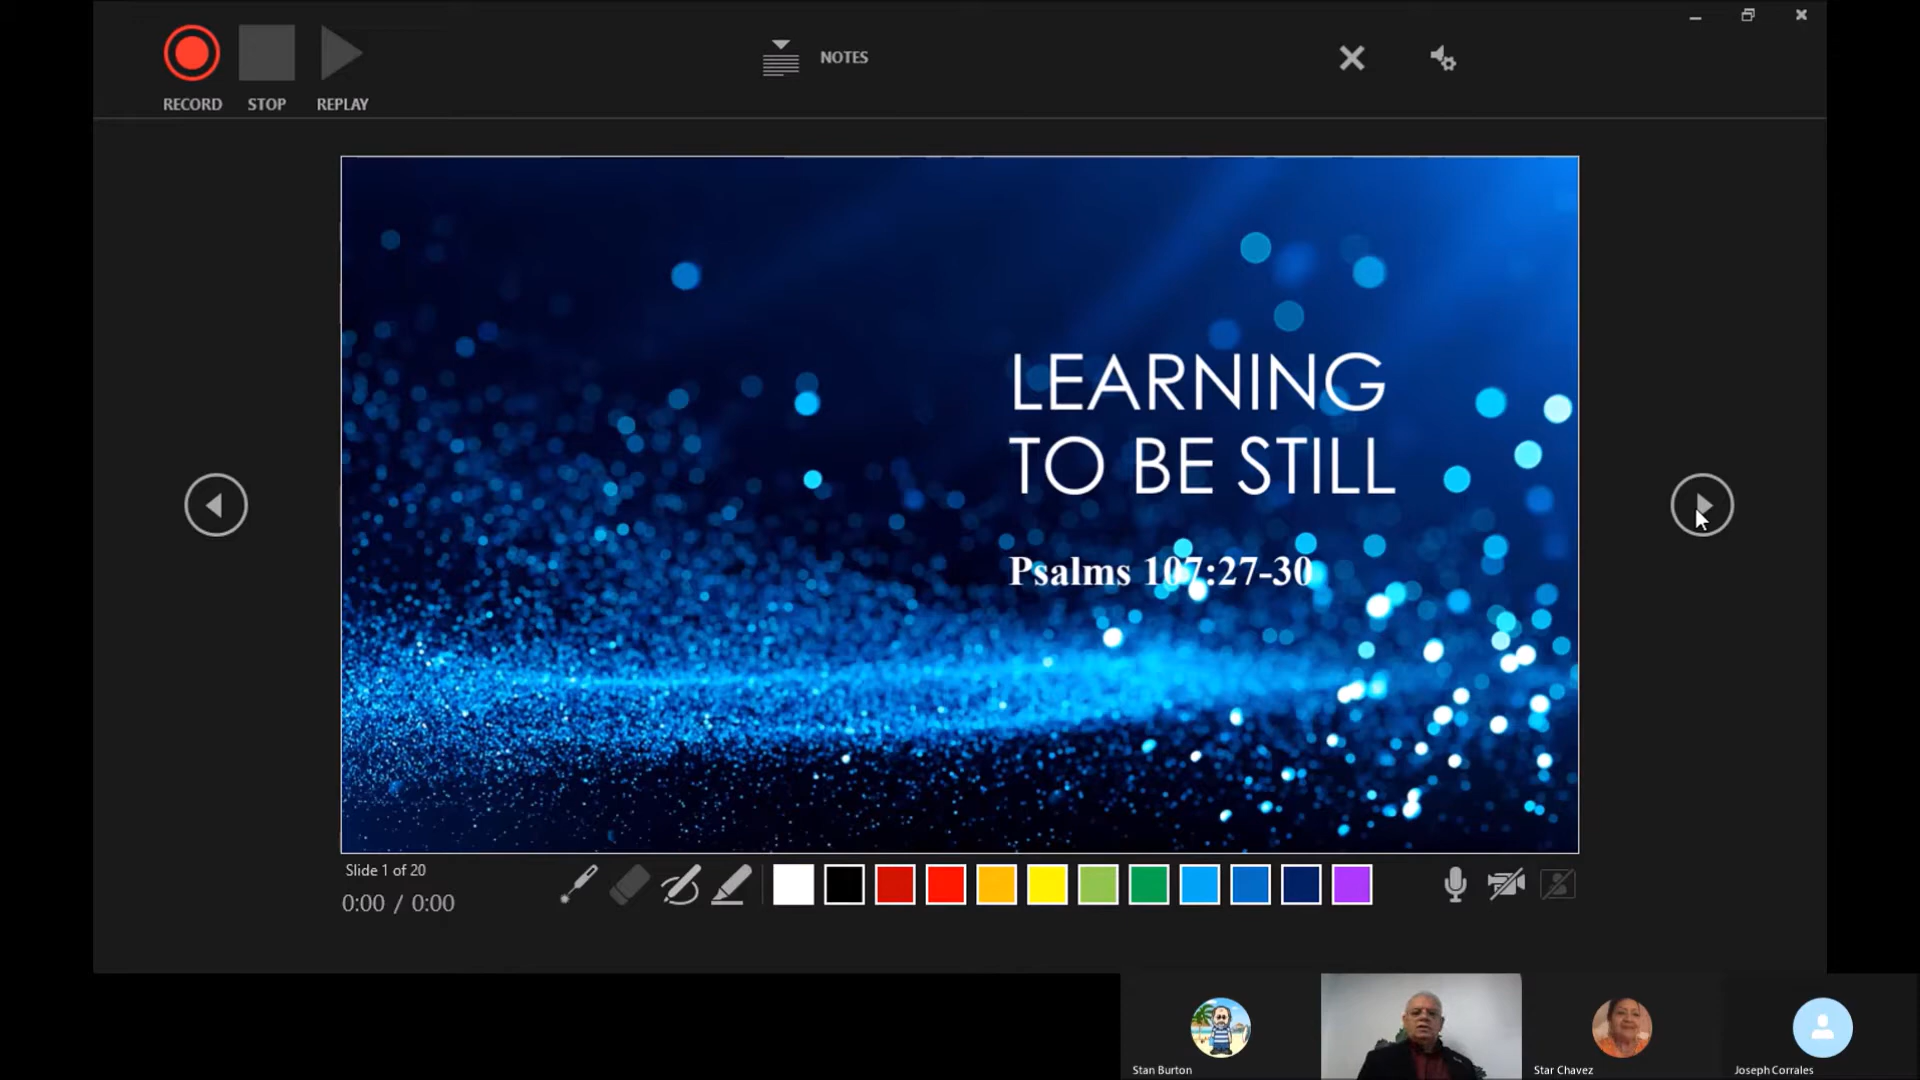 RECORD
STOP
REPLAY
NOTES
LEARNING
TO BE STILL
Psalms 107:27-30
Slide 1 of 20
0:00 / 0:00
Stan Burton
Star Chavez
Joseph Corrales